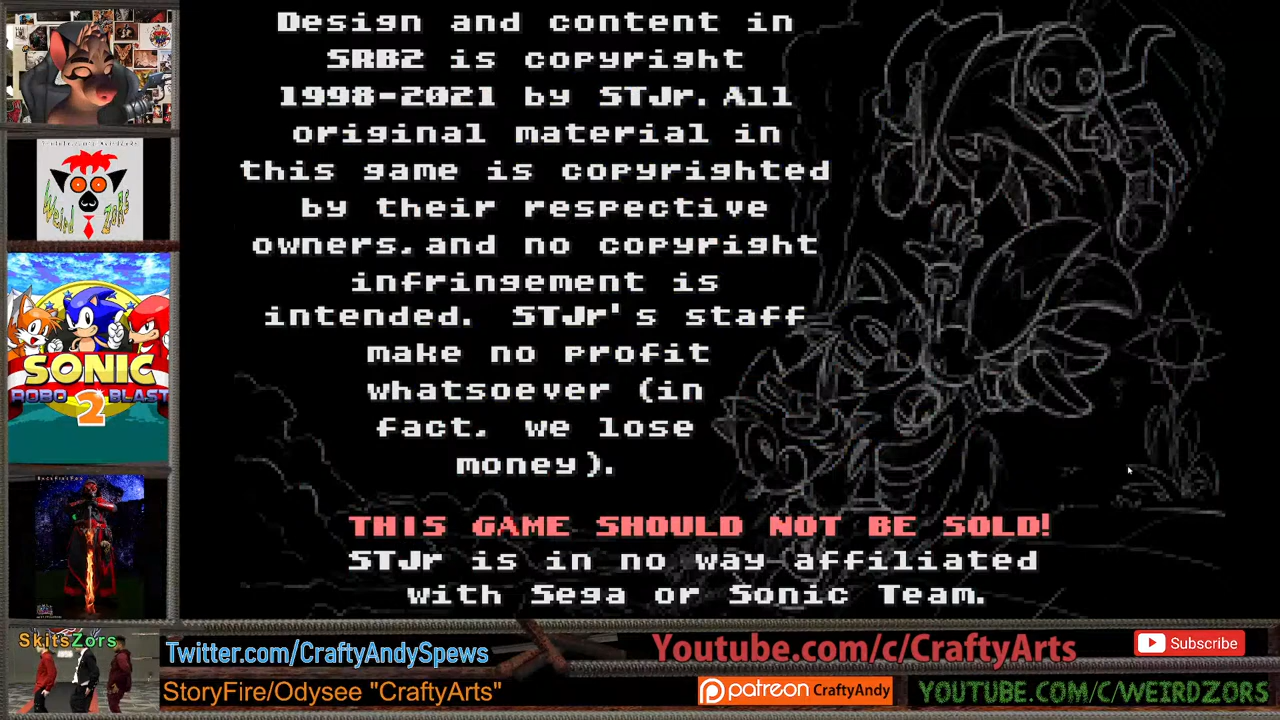 Design and content in
SRB2 is copyright
1998-2021 by STJr. All
original material in
this game is copyrighted
by their respective
owners, and no copyright
infringement is
intended. STJr's staff
make no profit
whatsoever (in
fact, we lose
money).
THIS GAME SHOULD NOT BE SOLD!
STJr is in no way affiliated
with Sega or Sonic Team.
Weird
ZORS
SONIC
ROBO 2 BLAST
SkitsZors
Twitter.com/CraftyAndySpews
StoryFire/Odysee "CraftyArts"
Youtube.com/c/CraftyArts
Subscribe
patreon CraftyAndy
YOUTUBE.COM/C/WEIRDZORS